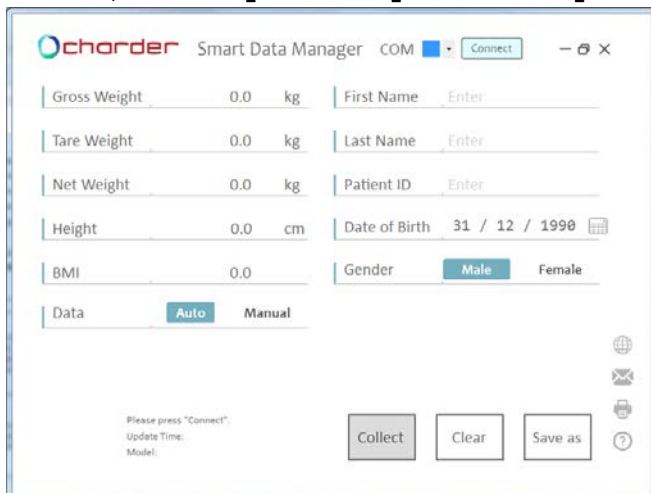 charder Smart Data Manager COM Connect
Gross Weight 0.0 kg First Name Enter
Tare Weight 0.0 kg Last Name Enter
Net Weight 0.0 kg Patient ID Enter
Height 0.0 cm Date of Birth 31 / 12 / 1990
BMI 0.0 Gender Male Female
Data Auto Manual
Please press "Connect".
Update Time:
Model:
Collect Clear Save as